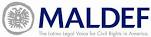 MALDEF
The Latino Legal Voice for Civil Rights in America.